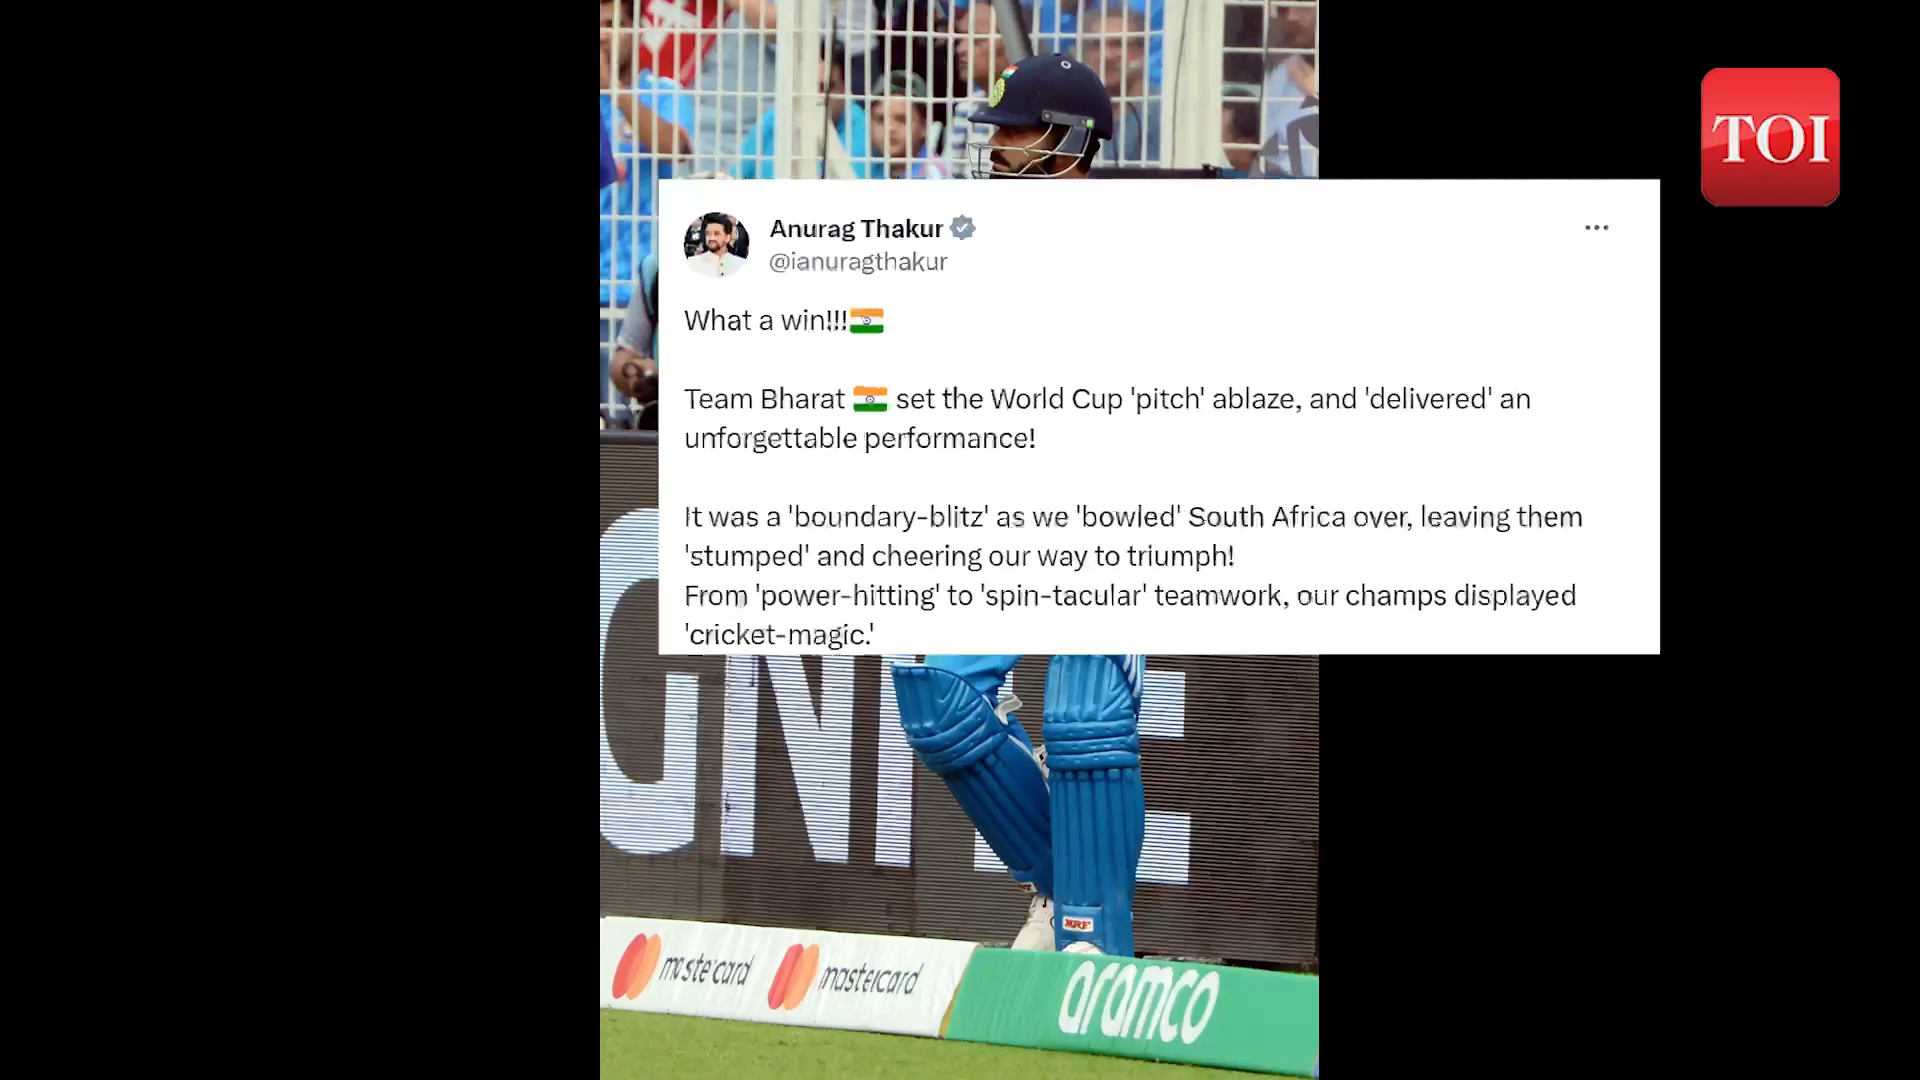 TOI
Anurag Thakur
@ianuragthakur
What a win!!!
Team Bharat set the World Cup 'pitch' ablaze, and 'delivered' an
unforgettable performance!
It was a 'boundary-blitz' as we 'bowled' South Africa over, leaving them
'stumped' and cheering our way to triumph!
From 'power-hitting' to 'spin-tacular' teamwork, our champs displayed
'cricket-magic.'
MRF
mastercard mastercard aramco